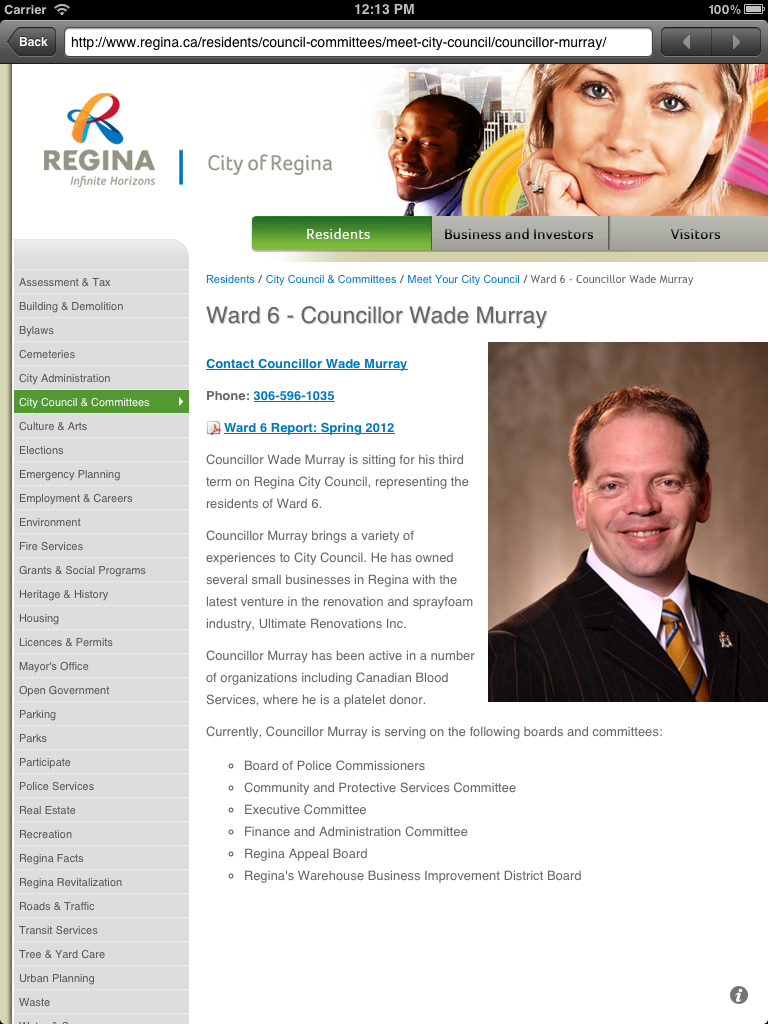 Carrier 12:13 PM 100%
Back http://www.regina.ca/residents/council-committees/meet-city-council/councillor-murray/
REGINA
Infinite Horizons
City of Regina
Residents Business and Investors Visitors
Residents / City Council & Committees / Meet Your City Council / Ward 6 - Councillor Wade Murray
Assessment & Tax
Building & Demolition
Bylaws
Cemeteries
City Administration
City Council & Committees
Culture & Arts
Elections
Emergency Planning
Employment & Careers
Environment
Fire Services
Grants & Social Programs
Heritage & History
Housing
Licences & Permits
Mayor's Office
Open Government
Parking
Parks
Participate
Police Services
Real Estate
Recreation
Regina Facts
Regina Revitalization
Roads & Traffic
Transit Services
Tree & Yard Care
Urban Planning
Waste
Ward 6 - Councillor Wade Murray
Contact Councillor Wade Murray
Phone: 306-596-1035
Ward 6 Report: Spring 2012
Councillor Wade Murray is sitting for his third
term on Regina City Council, representing the
residents of Ward 6.
Councillor Murray brings a variety of
experiences to City Council. He has owned
several small businesses in Regina with the
latest venture in the renovation and sprayfoam
industry, Ultimate Renovations Inc.
Councillor Murray has been active in a number
of organizations including Canadian Blood
Services, where he is a platelet donor.
Currently, Councillor Murray is serving on the following boards and committees:
Board of Police Commissioners
Community and Protective Services Committee
Executive Committee
Finance and Administration Committee
Regina Appeal Board
Regina's Warehouse Business Improvement District Board